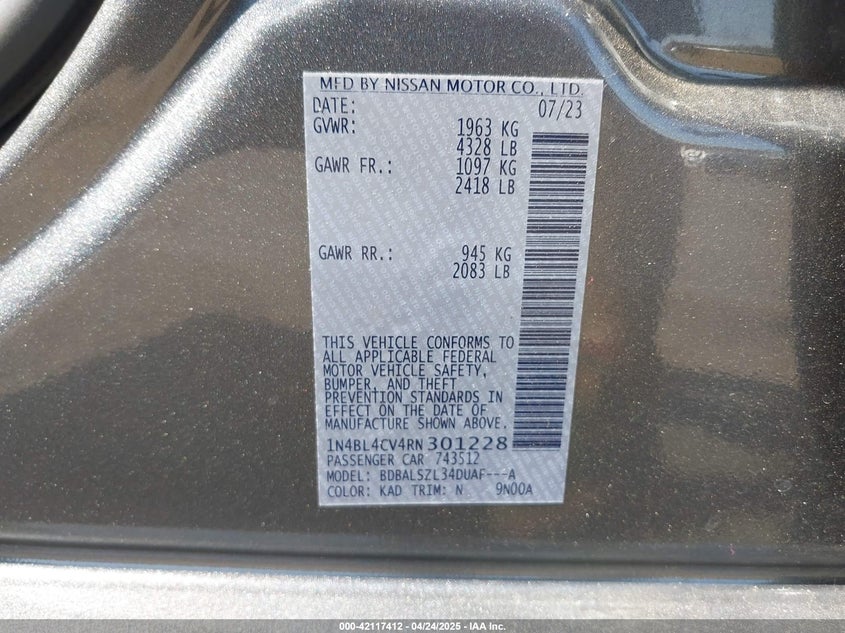 MFD BY NISSAN MOTOR CO., LTD.
DATE: 07/23
GVWR: 1963 KG
4328 LB
GAWR FR.: 1097 KG
2418 LB
GAWR RR.: 945 KG
2083 LB
THIS VEHICLE CONFORMS TO
ALL APPLICABLE FEDERAL
MOTOR VEHICLE SAFETY,
BUMPER, AND THEFT
PREVENTION STANDARDS IN
EFFECT ON THE DATE OF
MANUFACTURE SHOWN ABOVE.
1N4BL4CV4RN301228
PASSENGER CAR 743512
MODEL: BDBALSZL34DUAF---A
COLOR: KAD TRIM: N 9N00A
000-42117412 - 04/24/2025 - IAA Inc.